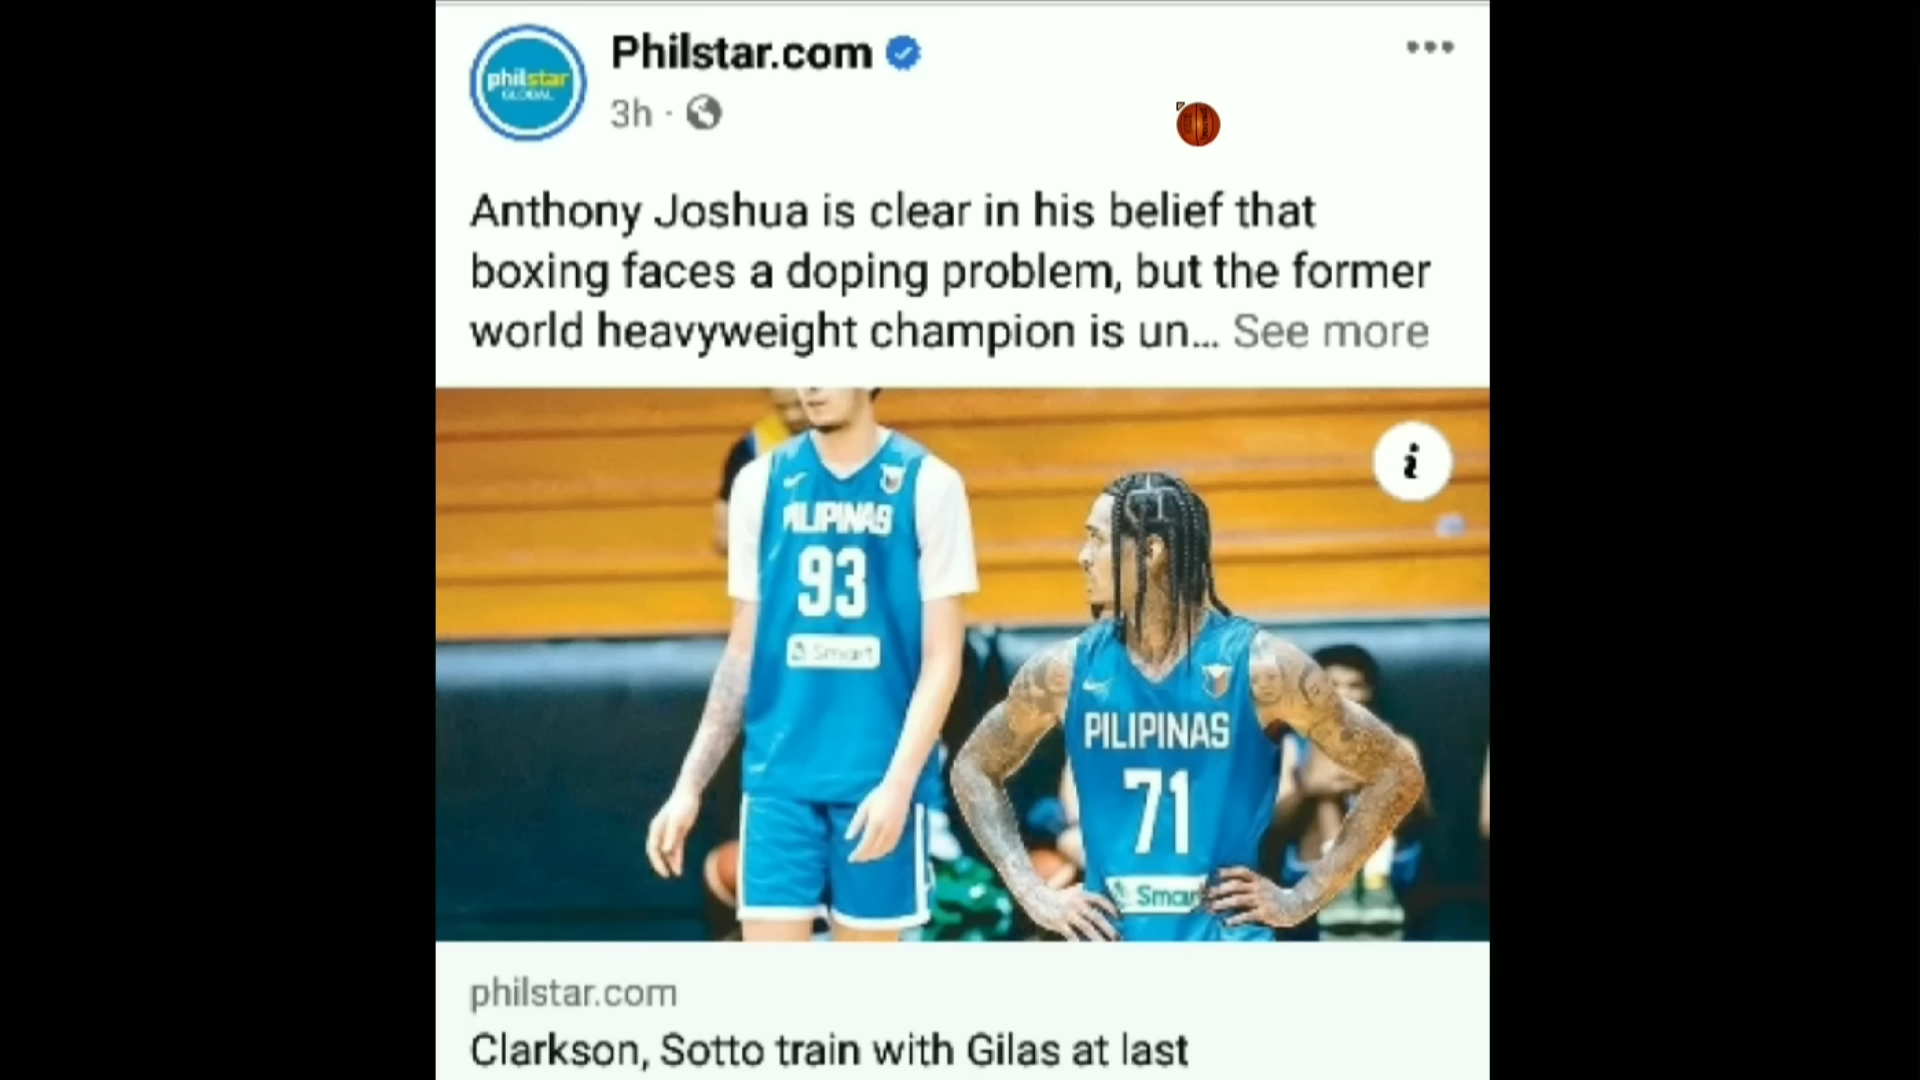 Philstar.com
philstar
GLOBAL
3h ·
Anthony Joshua is clear in his belief that
boxing faces a doping problem, but the former
world heavyweight champion is un... See more
PILIPINAS
93
Smart
PILIPINAS
71
Smart
philstar.com
Clarkson, Sotto train with Gilas at last